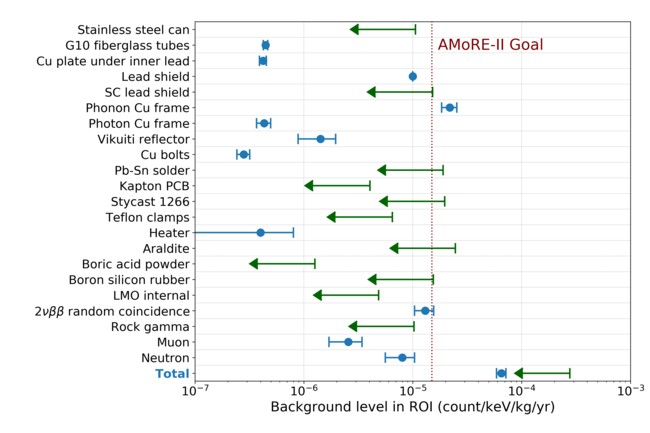 Stainless steel can
AMoRE-II Goal
G10 fiberglass tubes
Cu plate under inner lead
Lead shield
SC lead shield
Phonon Cu frame
Photon Cu frame
Vikuiti reflector
Cu bolts
Pb-Sn solder
Kapton PCB
Stycast 1266
Teflon clamps
Heater
Araldite
Boric acid powder
Boron silicon rubber
LMO internal
2νββ random coincidence
Rock gamma
Muon
Neutron
Total
10⁻⁷ 10⁻⁶ 10⁻⁵ 10⁻⁴ 10⁻³
Background level in ROI (count/keV/kg/yr)